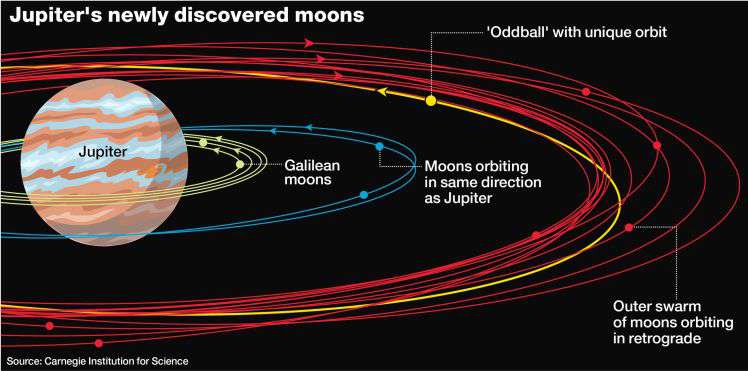 Jupiter's newly discovered moons
'Oddball' with unique orbit
Jupiter
Galilean
moons
Moons orbiting
in same direction
as Jupiter
Outer swarm
of moons orbiting
in retrograde
Source: Carnegie Institution for Science